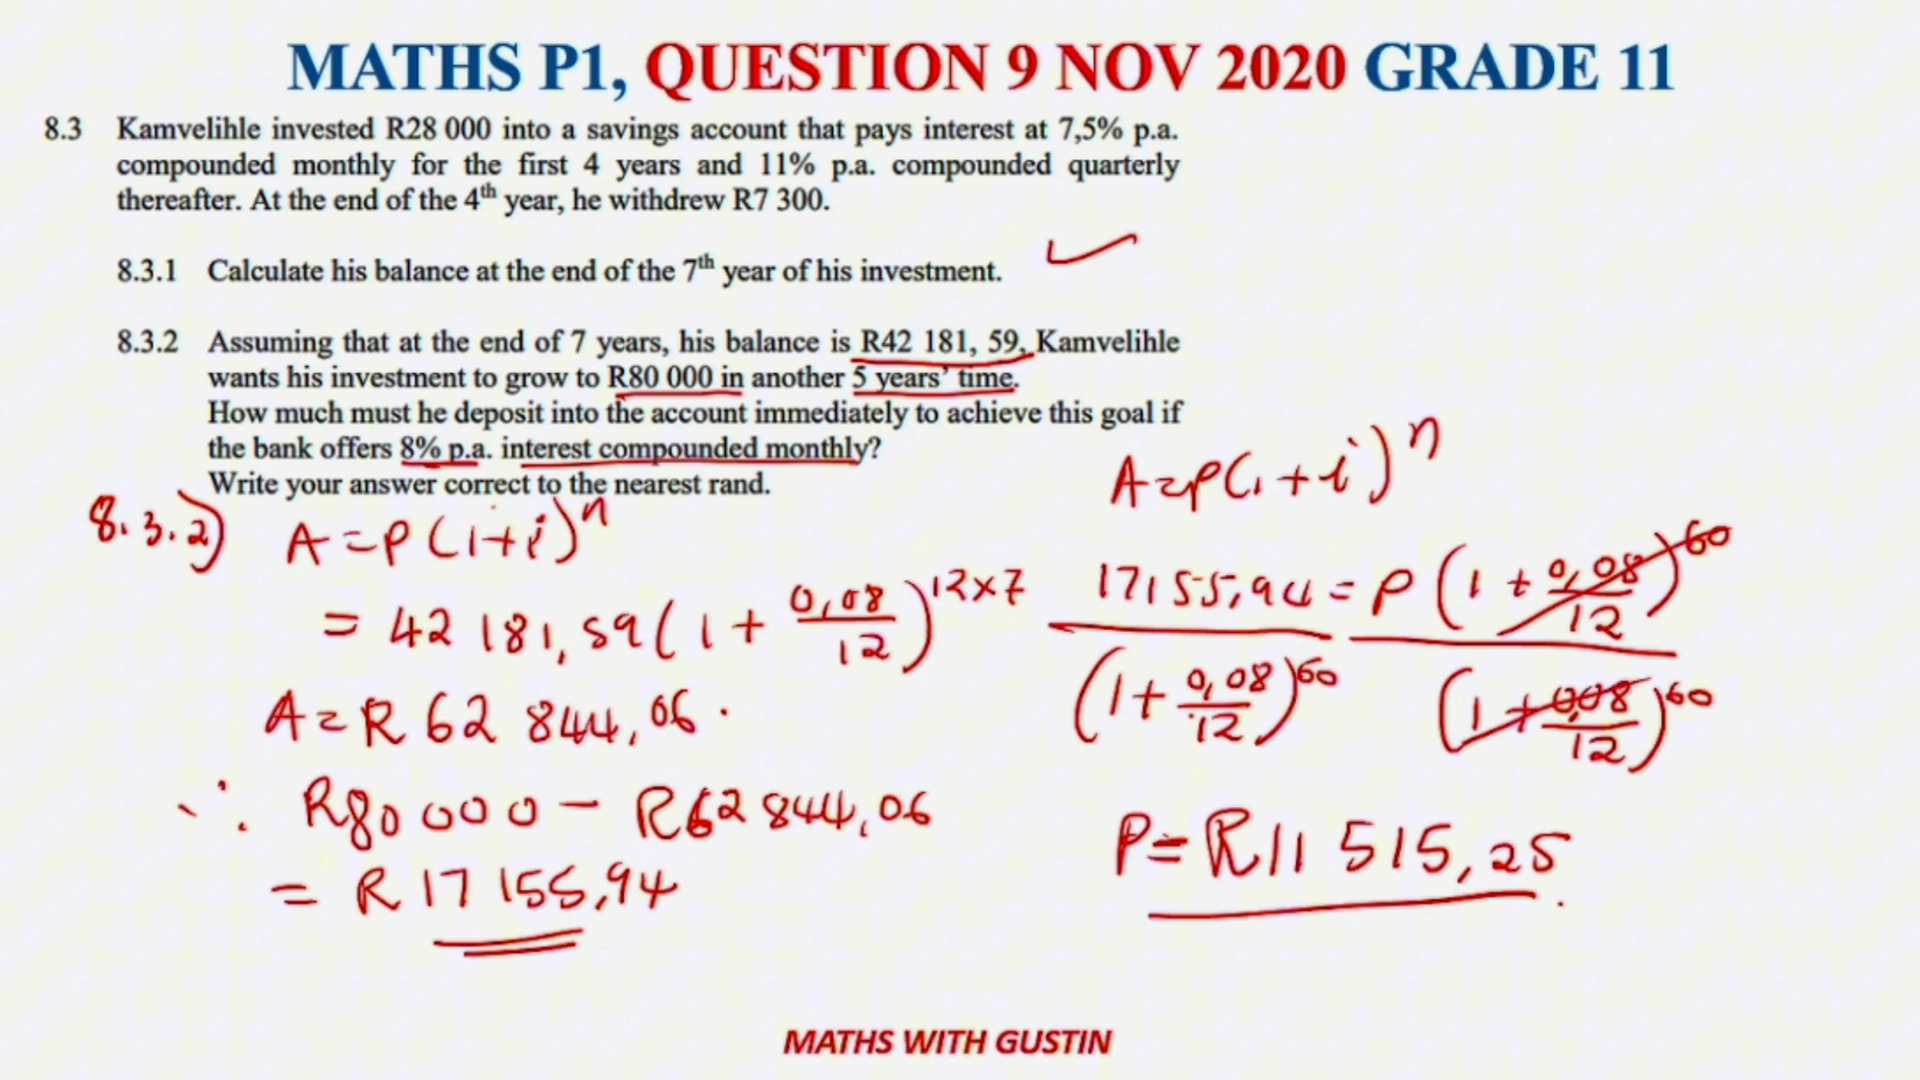 MATHS P1, QUESTION 9 NOV 2020 GRADE 11
8.3 Kamvelihle invested R28 000 into a savings account that pays interest at 7,5% p.a.
compounded monthly for the first 4 years and 11% p.a. compounded quarterly
thereafter. At the end of the 4th year, he withdrew R7 300.
8.3.1 Calculate his balance at the end of the 7th year of his investment.
8.3.2 Assuming that at the end of 7 years, his balance is R42 181, 59, Kamvelihle
wants his investment to grow to R80 000 in another 5 years' time.
How much must he deposit into the account immediately to achieve this goal if
the bank offers 8% p.a. interest compounded monthly?
Write your answer correct to the nearest rand.
8.3.2) A = P(1+i)^n
= 42 181,59(1 + 0,08/12)^12×7
A = R 62 844,06.
∴ R80 000 − R62 844,06
= R 17 155,94
A = P(1+i)^n
17155,94 = P(1 + 0,08/12)^60
(1 + 0,08/12)^60 (1 + 0,08/12)^60
P = R11 515,25.
MATHS WITH GUSTIN